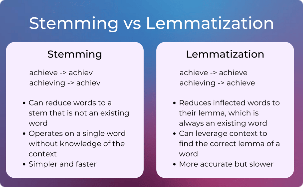 Stemming vs Lemmatization
Stemming
achieve -> achiev
achieving -> achiev
• Can reduce words to a
stem that is not an existing
word
• Operates on a single word
without knowledge of the
context
• Simpler and faster
Lemmatization
achieve -> achieve
achieving -> achieve
• Reduces inflected words to
their lemma, which is
always an existing word
• Can leverage context to
find the correct lemma of a
word
• More accurate but slower